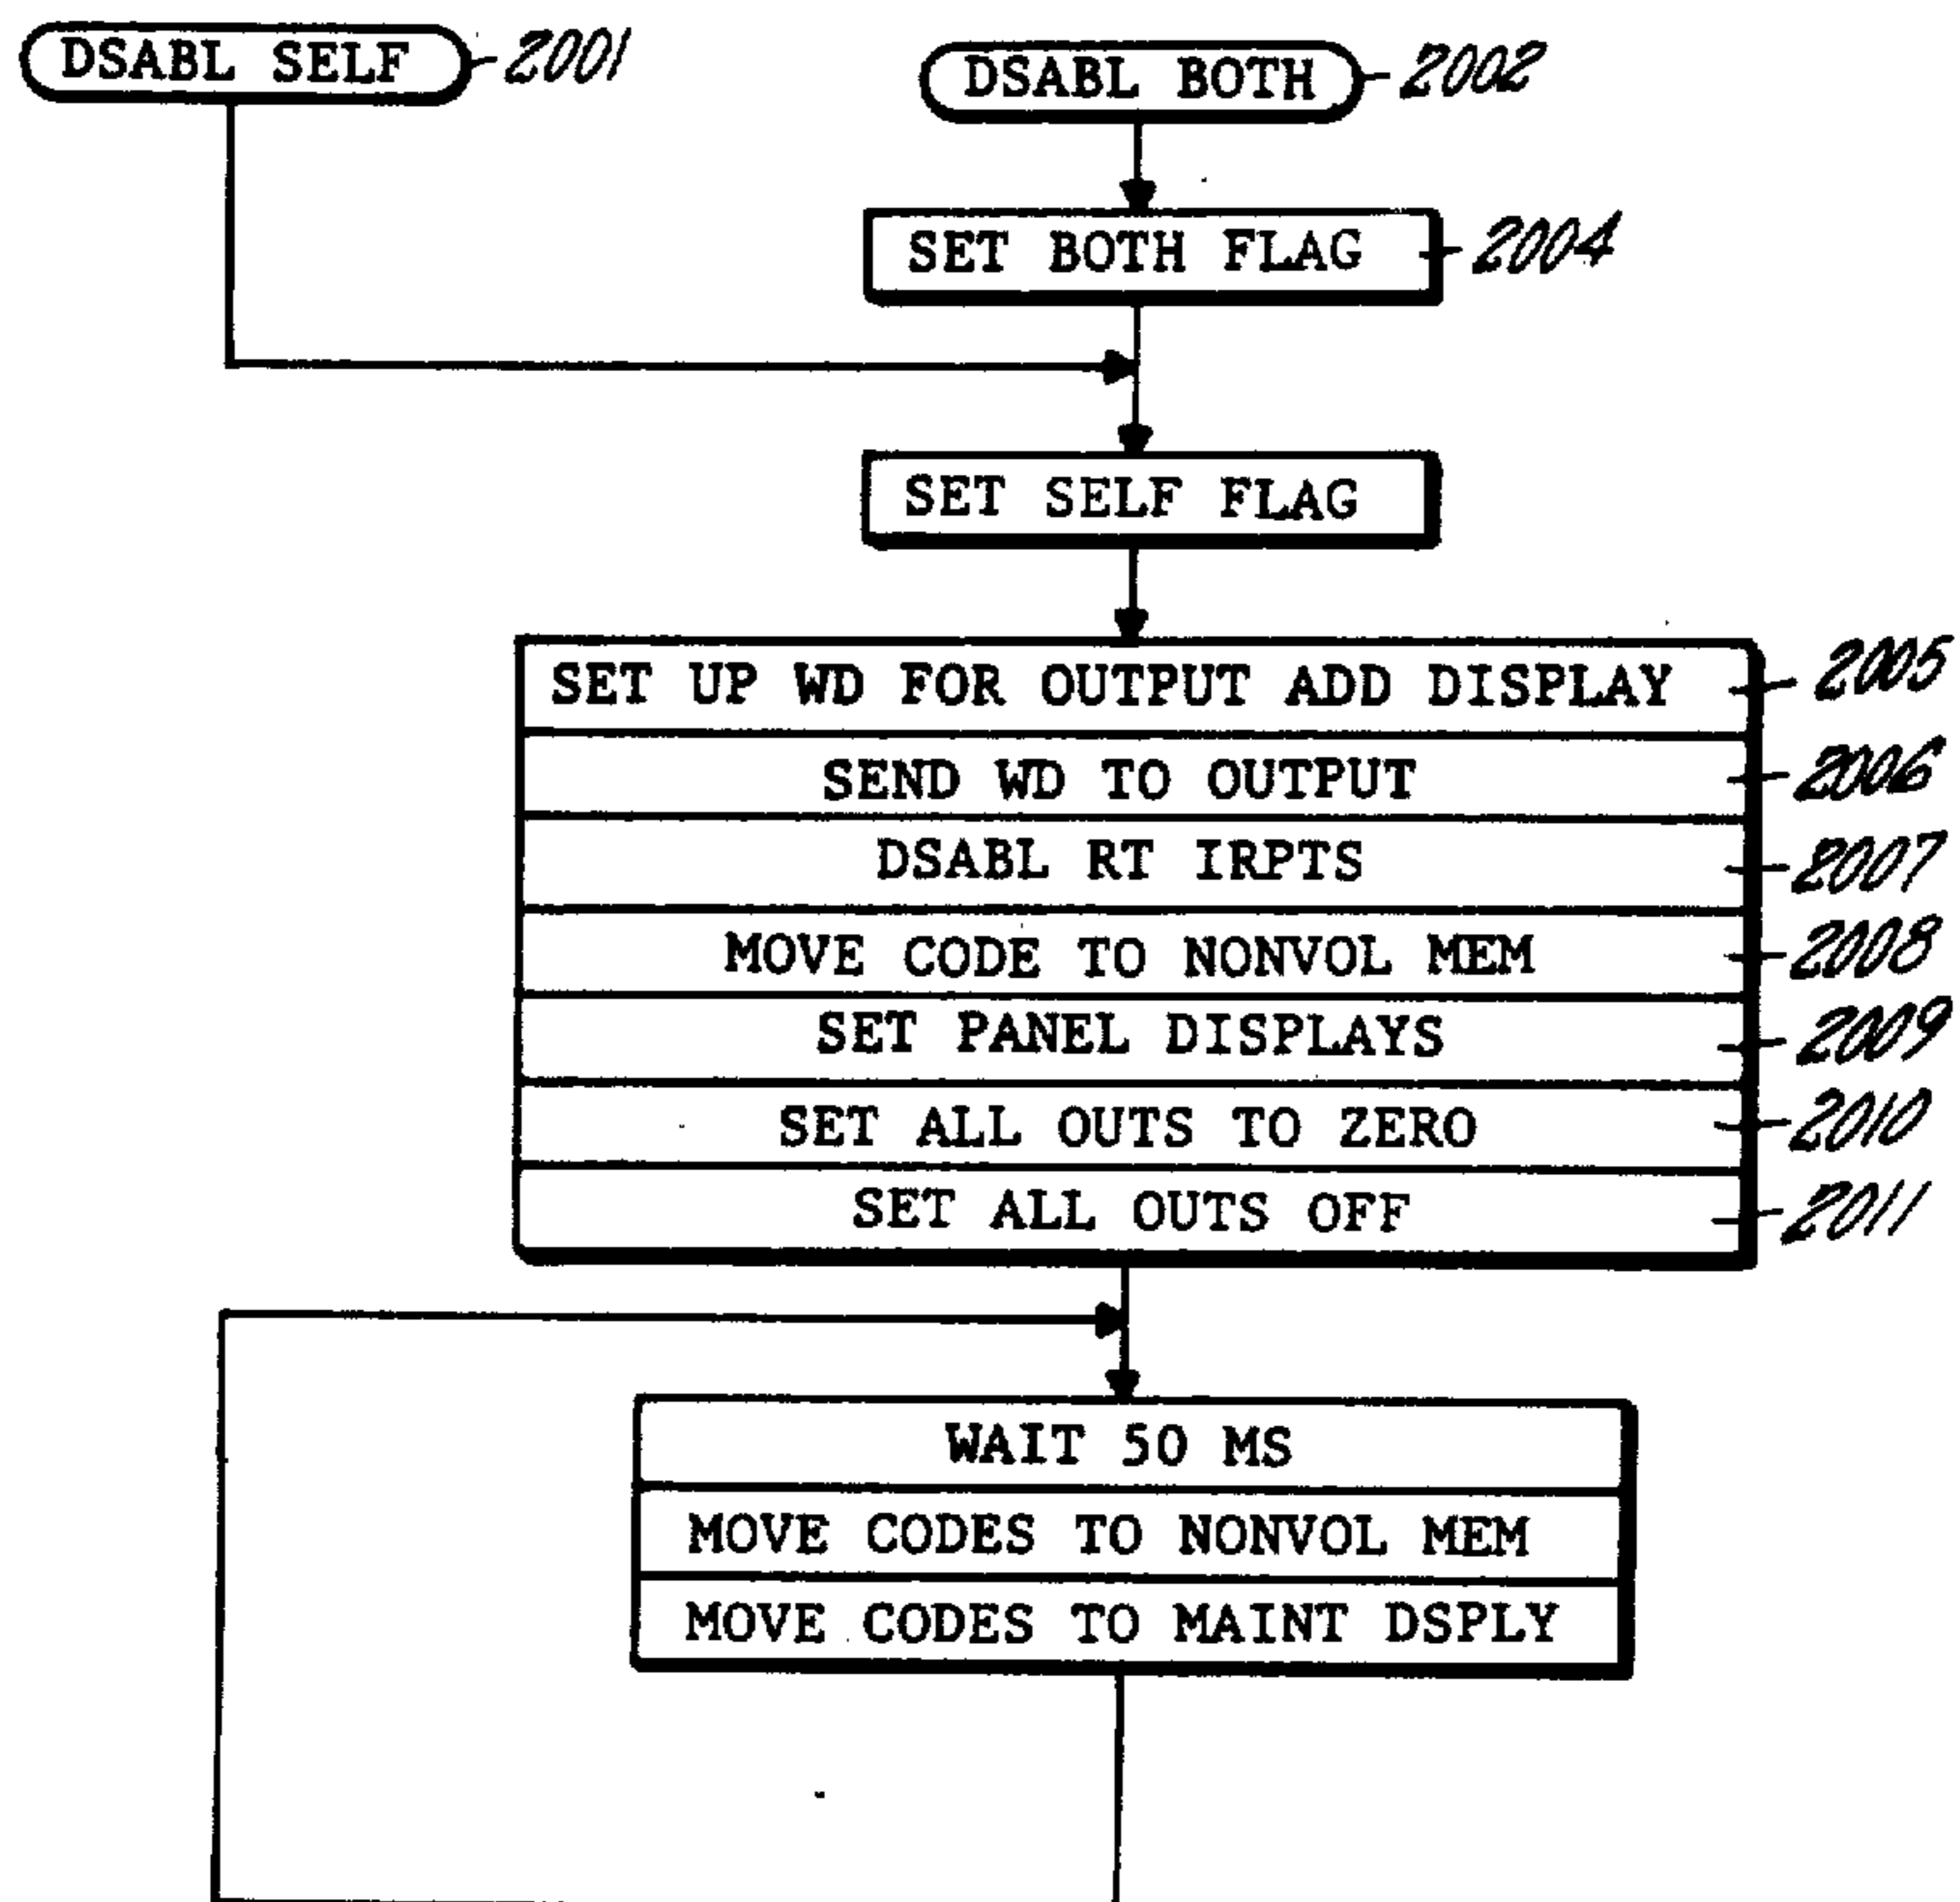 DSABL SELF 2001
DSABL BOTH 2002
SET BOTH FLAG 2004
SET SELF FLAG
SET UP WD FOR OUTPUT ADD DISPLAY 2005
SEND WD TO OUTPUT 2006
DSABL RT IRPTS 2007
MOVE CODE TO NONVOL MEM 2008
SET PANEL DISPLAYS 2009
SET ALL OUTS TO ZERO 2010
SET ALL OUTS OFF 2011
WAIT 50 MS
MOVE CODES TO NONVOL MEM
MOVE CODES TO MAINT DSPLY